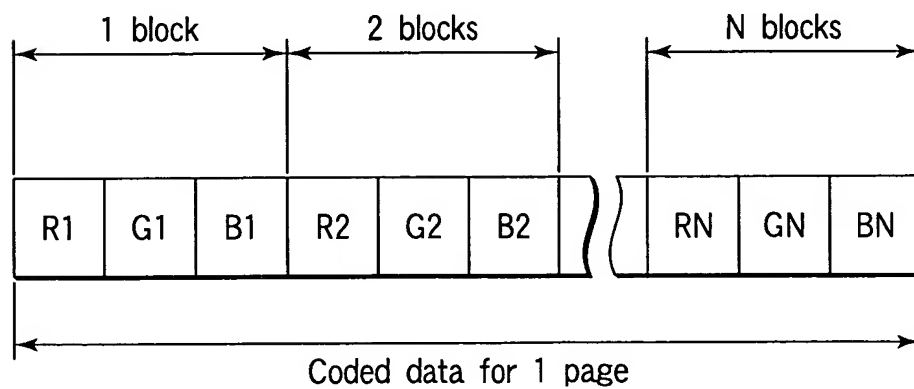 1 block 2 blocks N blocks
R1 G1 B1 R2 G2 B2 RN GN BN
Coded data for 1 page